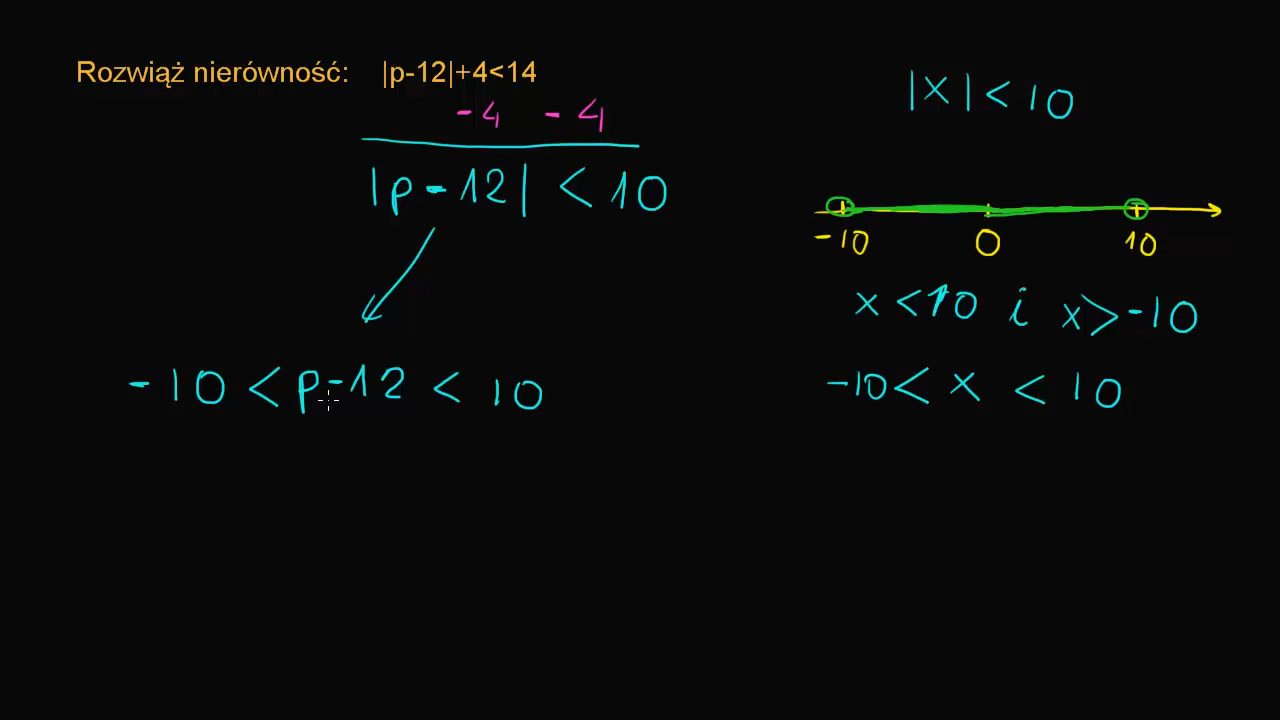 Rozwiąż nierówność: |p-12|+4<14
-4 -4
|p-12| < 10
-10 < p-12 < 10
|x| < 10
-10 0 10
x < 10 i x > -10
-10 < x < 10